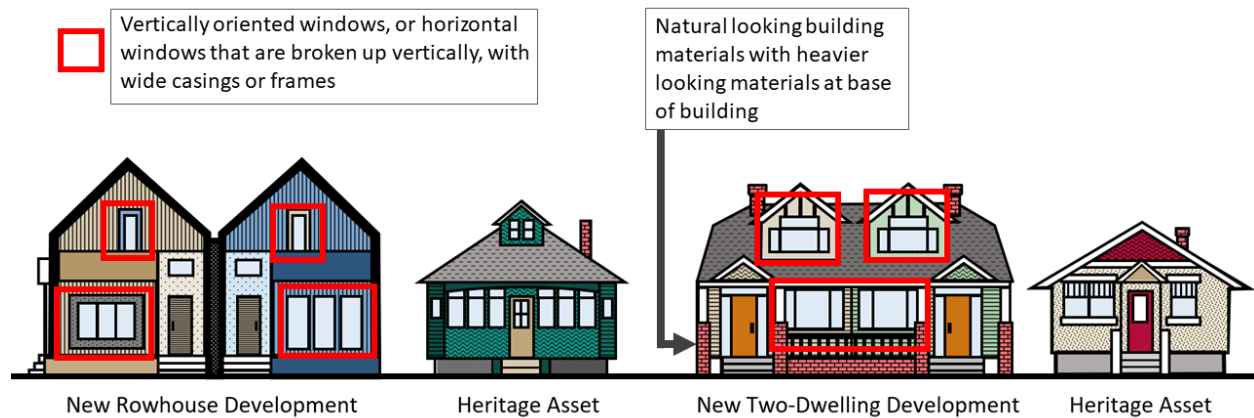 Vertically oriented windows, or horizontal
windows that are broken up vertically, with
wide casings or frames
Natural looking building
materials with heavier
looking materials at base
of building
New Rowhouse Development
Heritage Asset
New Two-Dwelling Development
Heritage Asset